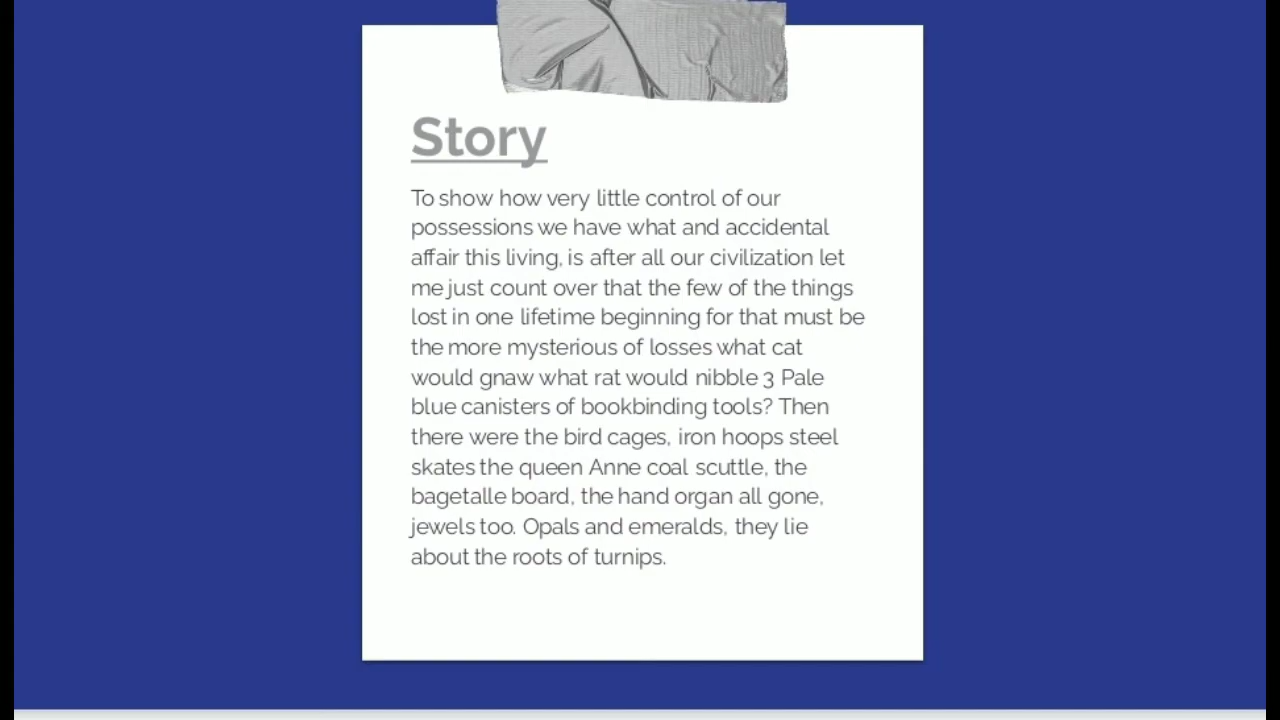 Story
To show how very little control of our
possessions we have what and accidental
affair this living, is after all our civilization let
me just count over that the few of the things
lost in one lifetime beginning for that must be
the more mysterious of losses what cat
would gnaw what rat would nibble 3 Pale
blue canisters of bookbinding tools? Then
there were the bird cages, iron hoops steel
skates the queen Anne coal scuttle, the
bagetalle board, the hand organ all gone,
jewels too. Opals and emeralds, they lie
about the roots of turnips.